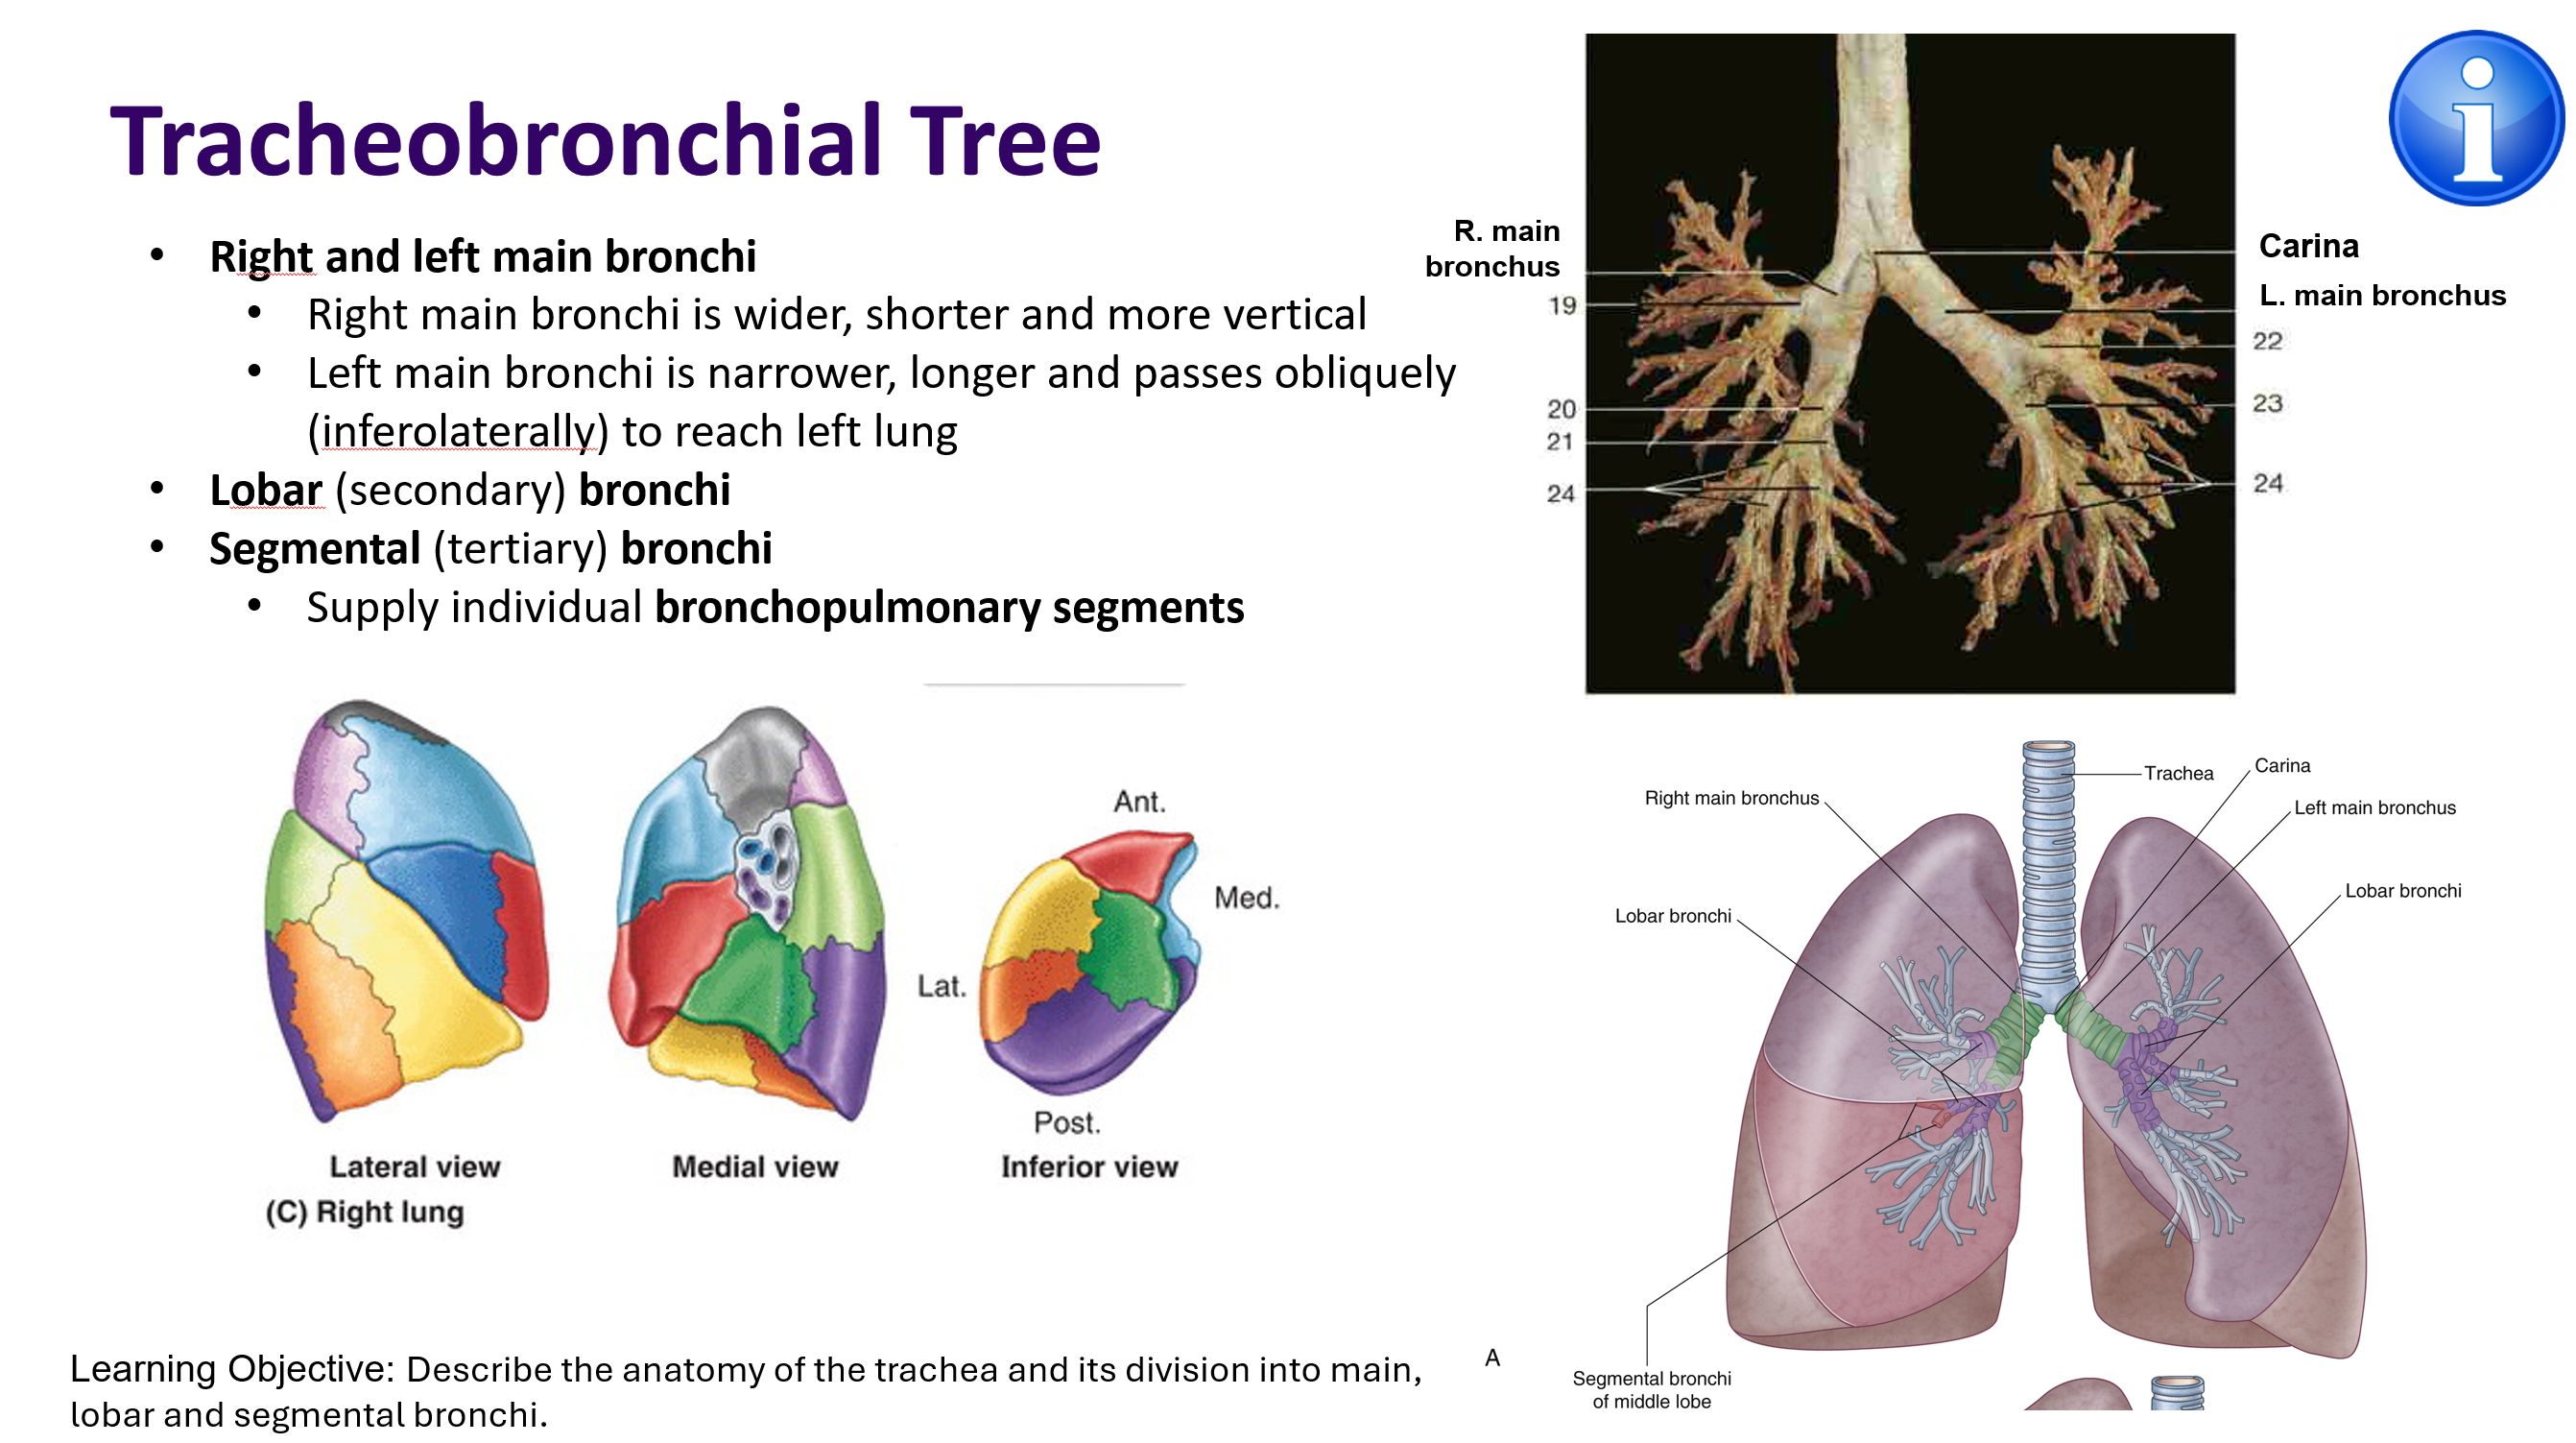 Tracheobronchial Tree
• Right and left main bronchi
• Right main bronchi is wider, shorter and more vertical
• Left main bronchi is narrower, longer and passes obliquely
(inferolaterally) to reach left lung
• Lobar (secondary) bronchi
• Segmental (tertiary) bronchi
• Supply individual bronchopulmonary segments
R. main
bronchus
19
20
21
24
Carina
L. main bronchus
22
23
24
i
Ant.
Med.
Lat.
Post.
Lateral view
Medial view
Inferior view
(C) Right lung
Trachea
Carina
Right main bronchus
Left main bronchus
Lobar bronchi
Lobar bronchi
A
Segmental bronchi
of middle lobe
Learning Objective: Describe the anatomy of the trachea and its division into main,
lobar and segmental bronchi.